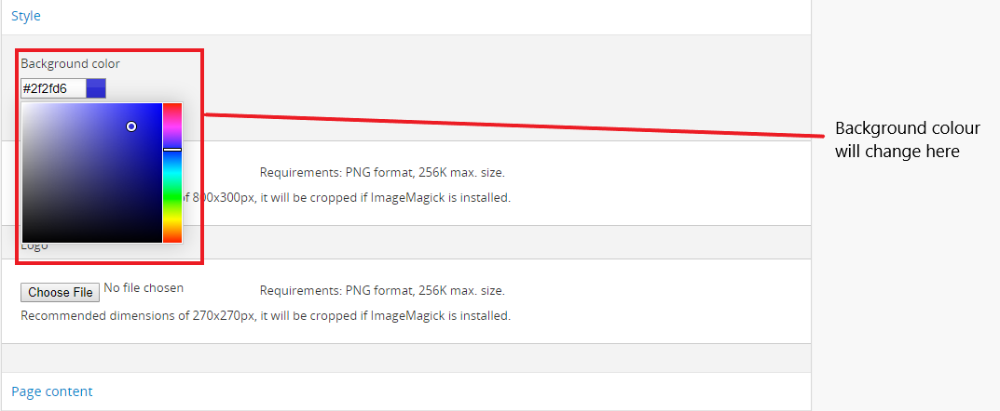 Style
Background color
#2f2fd6
Background colour
will change here
Requirements: PNG format, 256K max. size.
of 800x300px, it will be cropped if ImageMagick is installed.
Logo
Choose File No file chosen Requirements: PNG format, 256K max. size.
Recommended dimensions of 270x270px, it will be cropped if ImageMagick is installed.
Page content